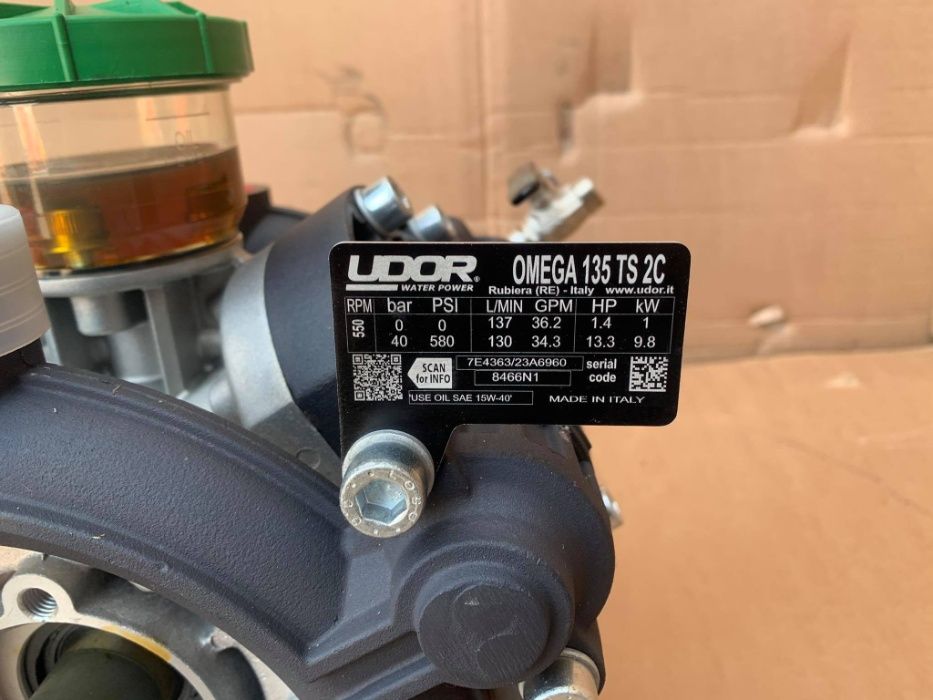 UDOR®
WATER POWER
OMEGA 135 TS 2C
Rubiera (RE) - Italy www.udor.it
RPM bar PSI L/MIN GPM HP kW
550
0 0 137 36.2 1.4 1
40 580 130 34.3 13.3 9.8
SCAN
for INFO
7E4363/23A6960
8466N1
serial
code
'USE OIL SAE 15W-40'
MADE IN ITALY